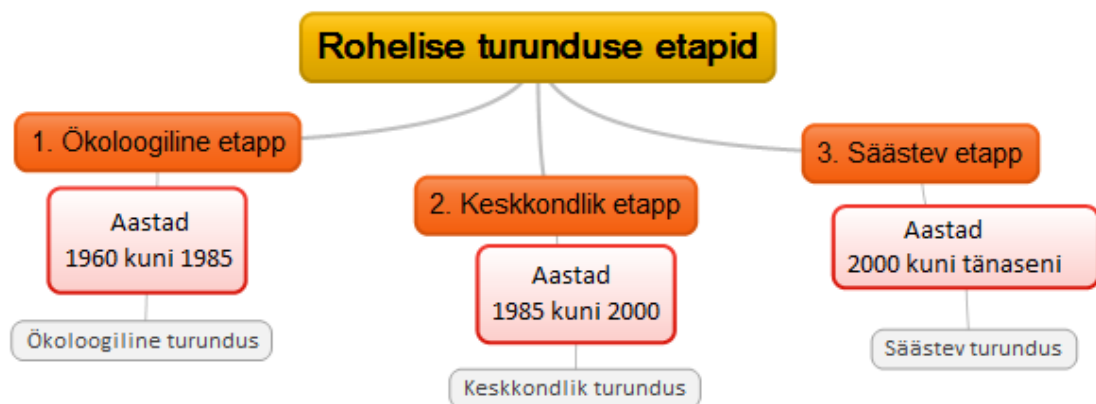 Rohelise turunduse etapid
1. Ökoloogiline etapp
Aastad
1960 kuni 1985
Ökoloogiline turundus
2. Keskkondlik etapp
Aastad
1985 kuni 2000
Keskkondlik turundus
3. Säästev etapp
Aastad
2000 kuni tänaseni
Säästev turundus